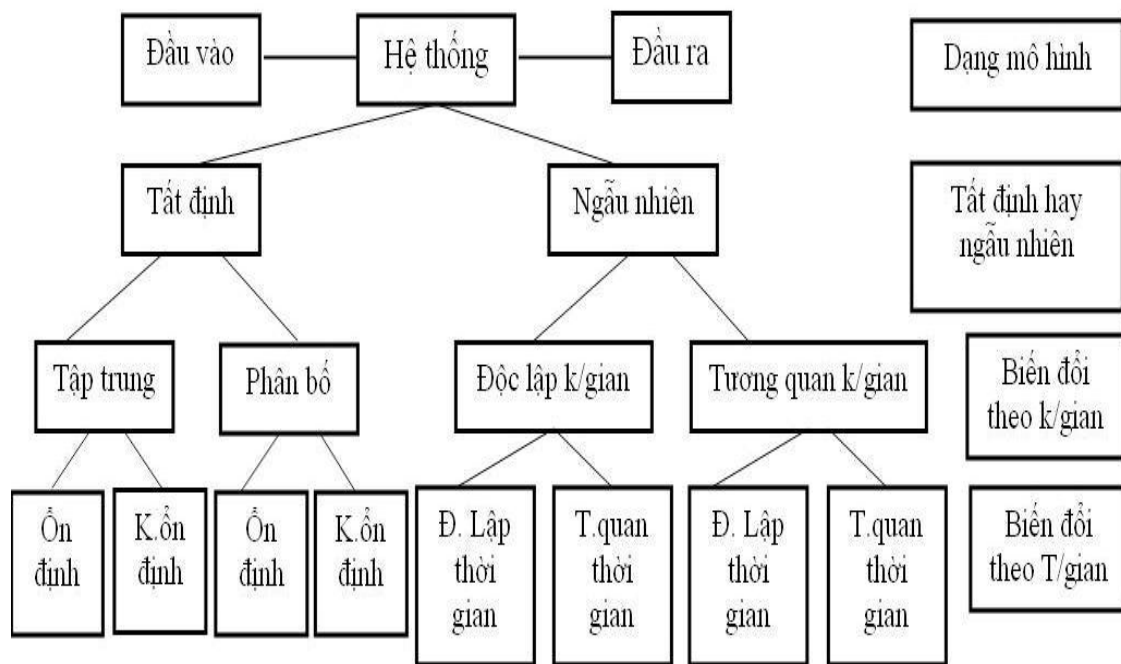 Đầu vào
Hệ thống
Đầu ra
Dạng mô hình
Tất định
Ngẫu nhiên
Tất định hay
ngẫu nhiên
Tập trung
Phân bố
Độc lập k/gian
Tương quan k/gian
Biến đổi
theo k/gian
Ổn
định
K.ổn
định
Ổn
định
K.ổn
định
Đ. Lập
thời
gian
T.quan
thời
gian
Đ. Lập
thời
gian
T.quan
thời
gian
Biến đổi
theo T/gian